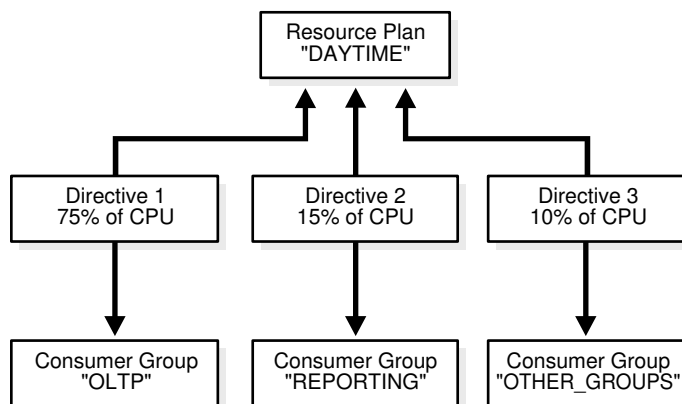 Resource Plan
"DAYTIME"
Directive 1
75% of CPU
Directive 2
15% of CPU
Directive 3
10% of CPU
Consumer Group
"OLTP"
Consumer Group
"REPORTING"
Consumer Group
"OTHER_GROUPS"